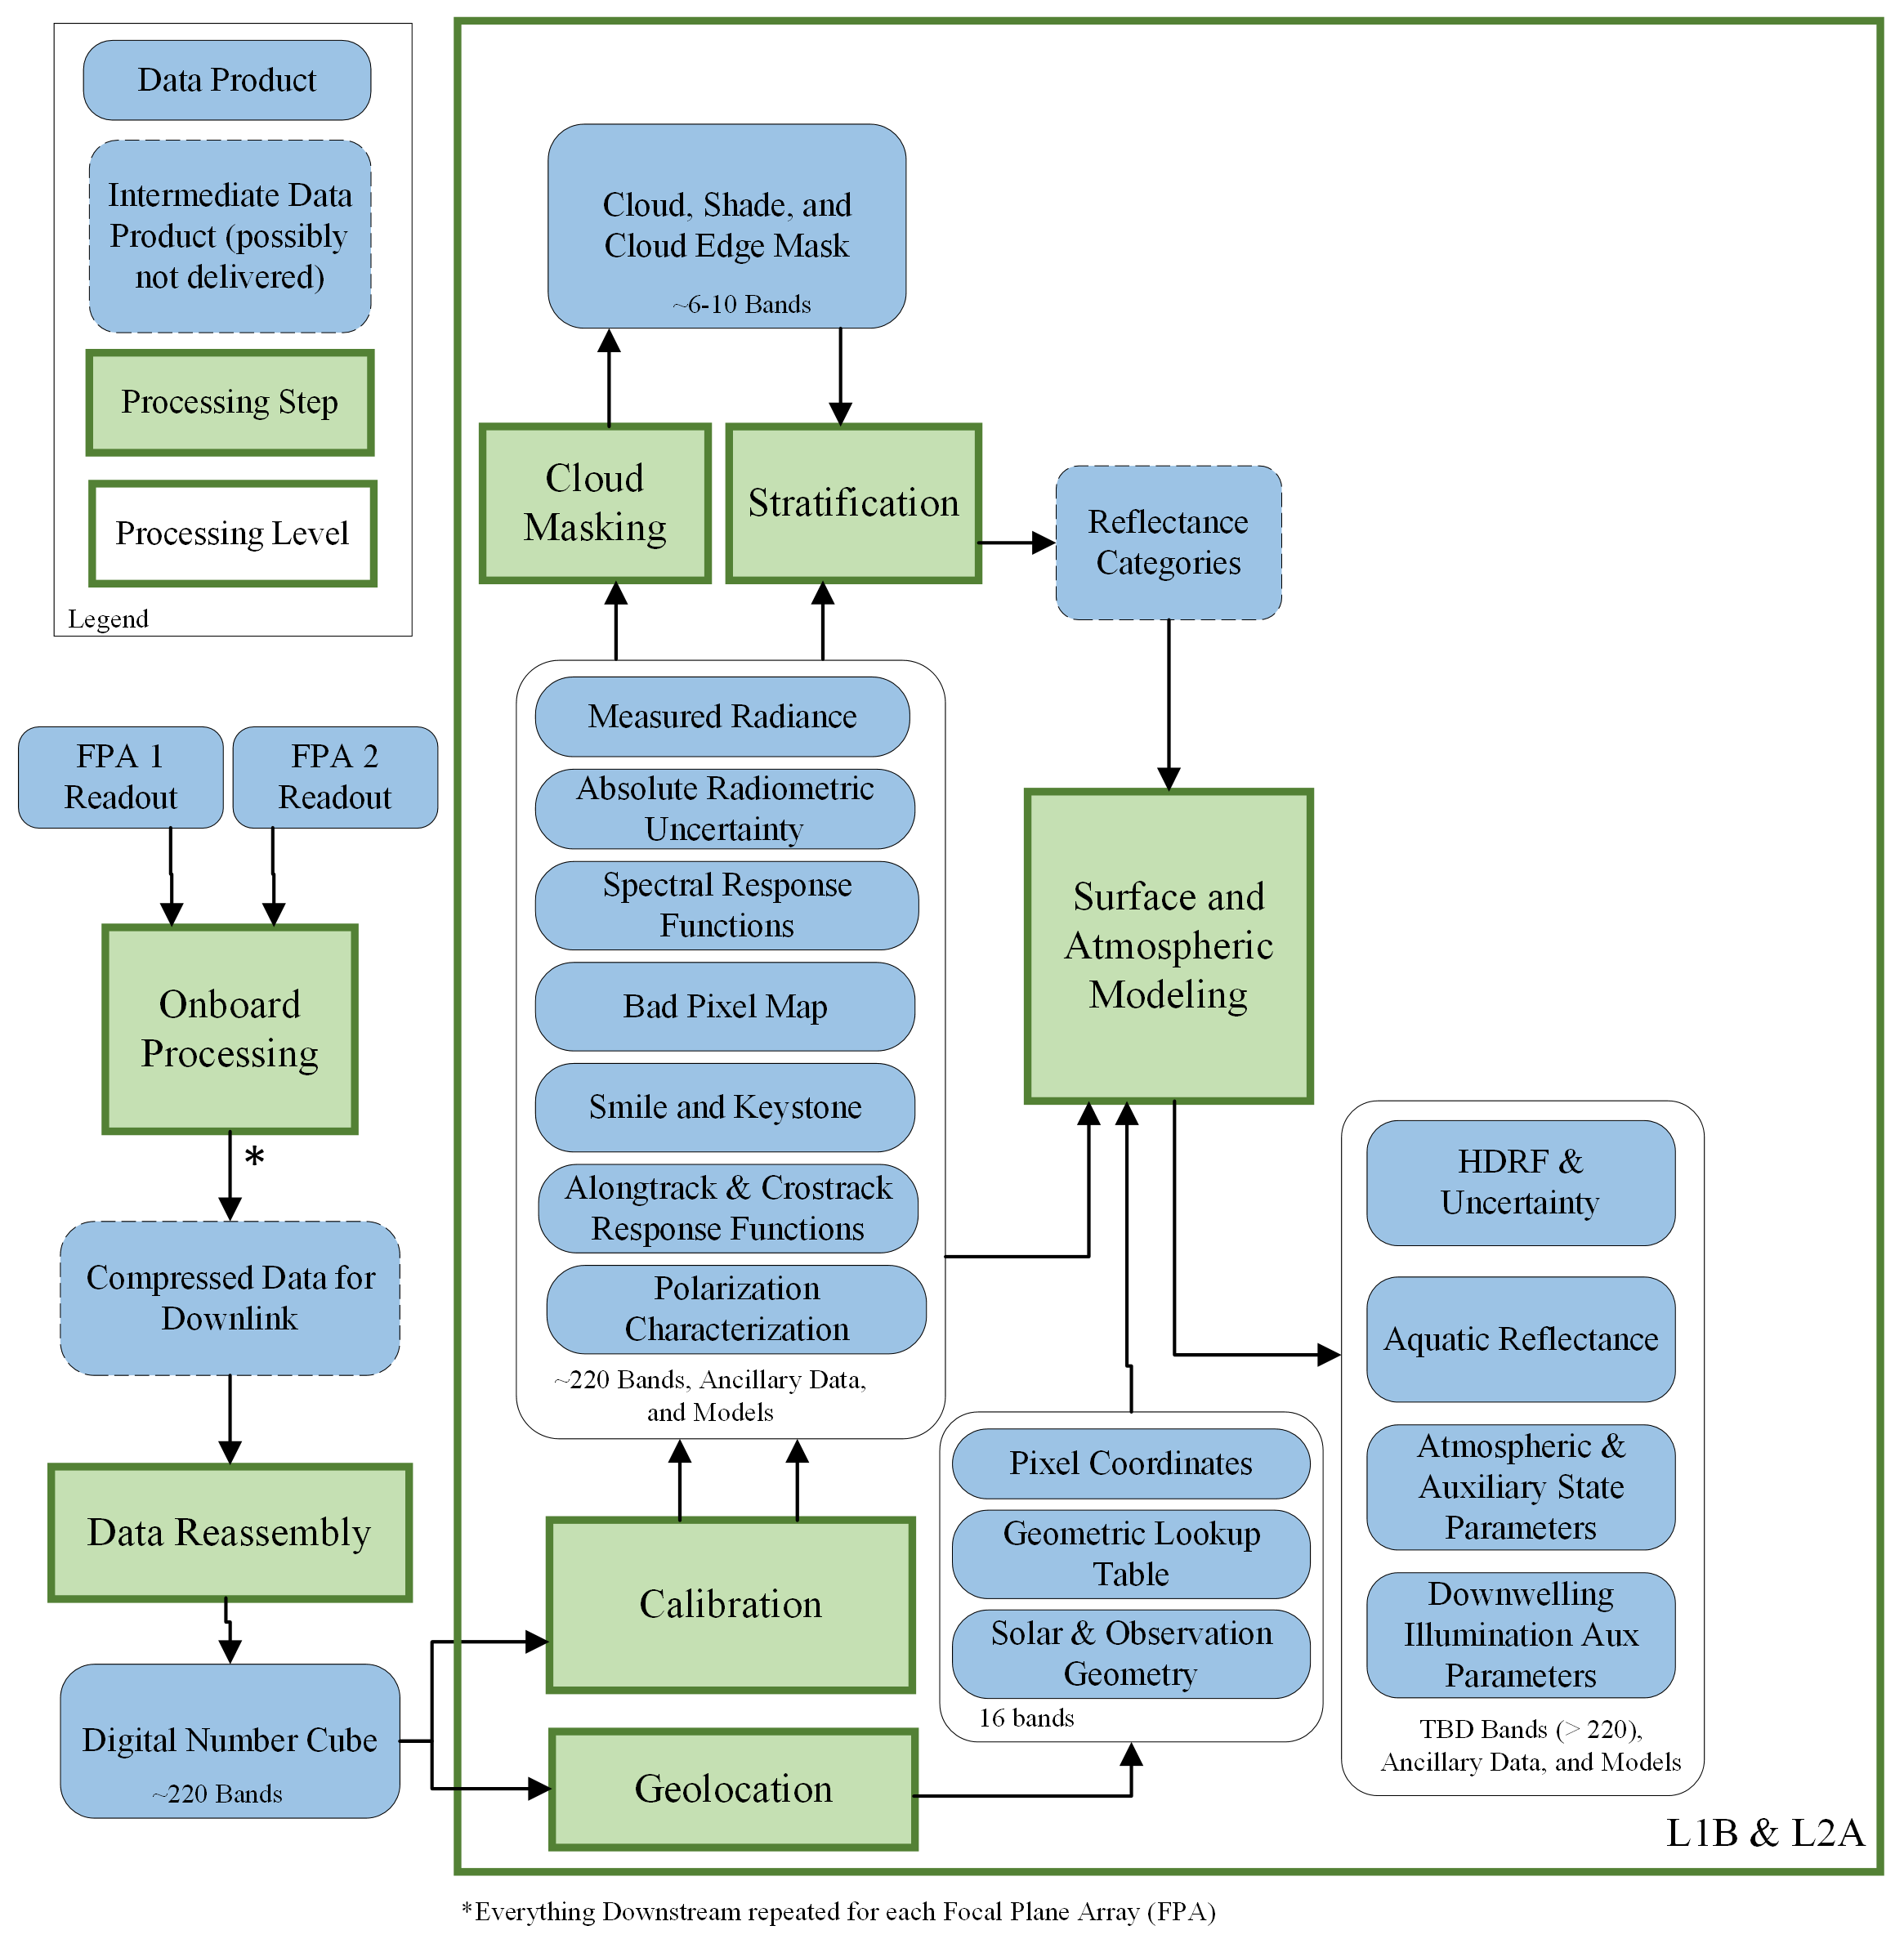 Data Product
Intermediate Data
Product (possibly
not delivered)
Processing Step
Processing Level
Legend
FPA 1
Readout
FPA 2
Readout
Onboard
Processing
*
Compressed Data for
Downlink
Data Reassembly
Digital Number Cube
~220 Bands
Cloud, Shade, and
Cloud Edge Mask
~6-10 Bands
Cloud
Masking
Stratification
Reflectance
Categories
Measured Radiance
Absolute Radiometric
Uncertainty
Spectral Response
Functions
Bad Pixel Map
Smile and Keystone
Alongtrack & Crostrack
Response Functions
Polarization
Characterization
~220 Bands, Ancillary Data,
and Models
Surface and
Atmospheric
Modeling
Calibration
Geolocation
Pixel Coordinates
Geometric Lookup
Table
Solar & Observation
Geometry
16 bands
HDRF &
Uncertainty
Aquatic Reflectance
Atmospheric &
Auxiliary State
Parameters
Downwelling
Illumination Aux
Parameters
TBD Bands (> 220),
Ancillary Data, and Models
L1B & L2A
*Everything Downstream repeated for each Focal Plane Array (FPA)